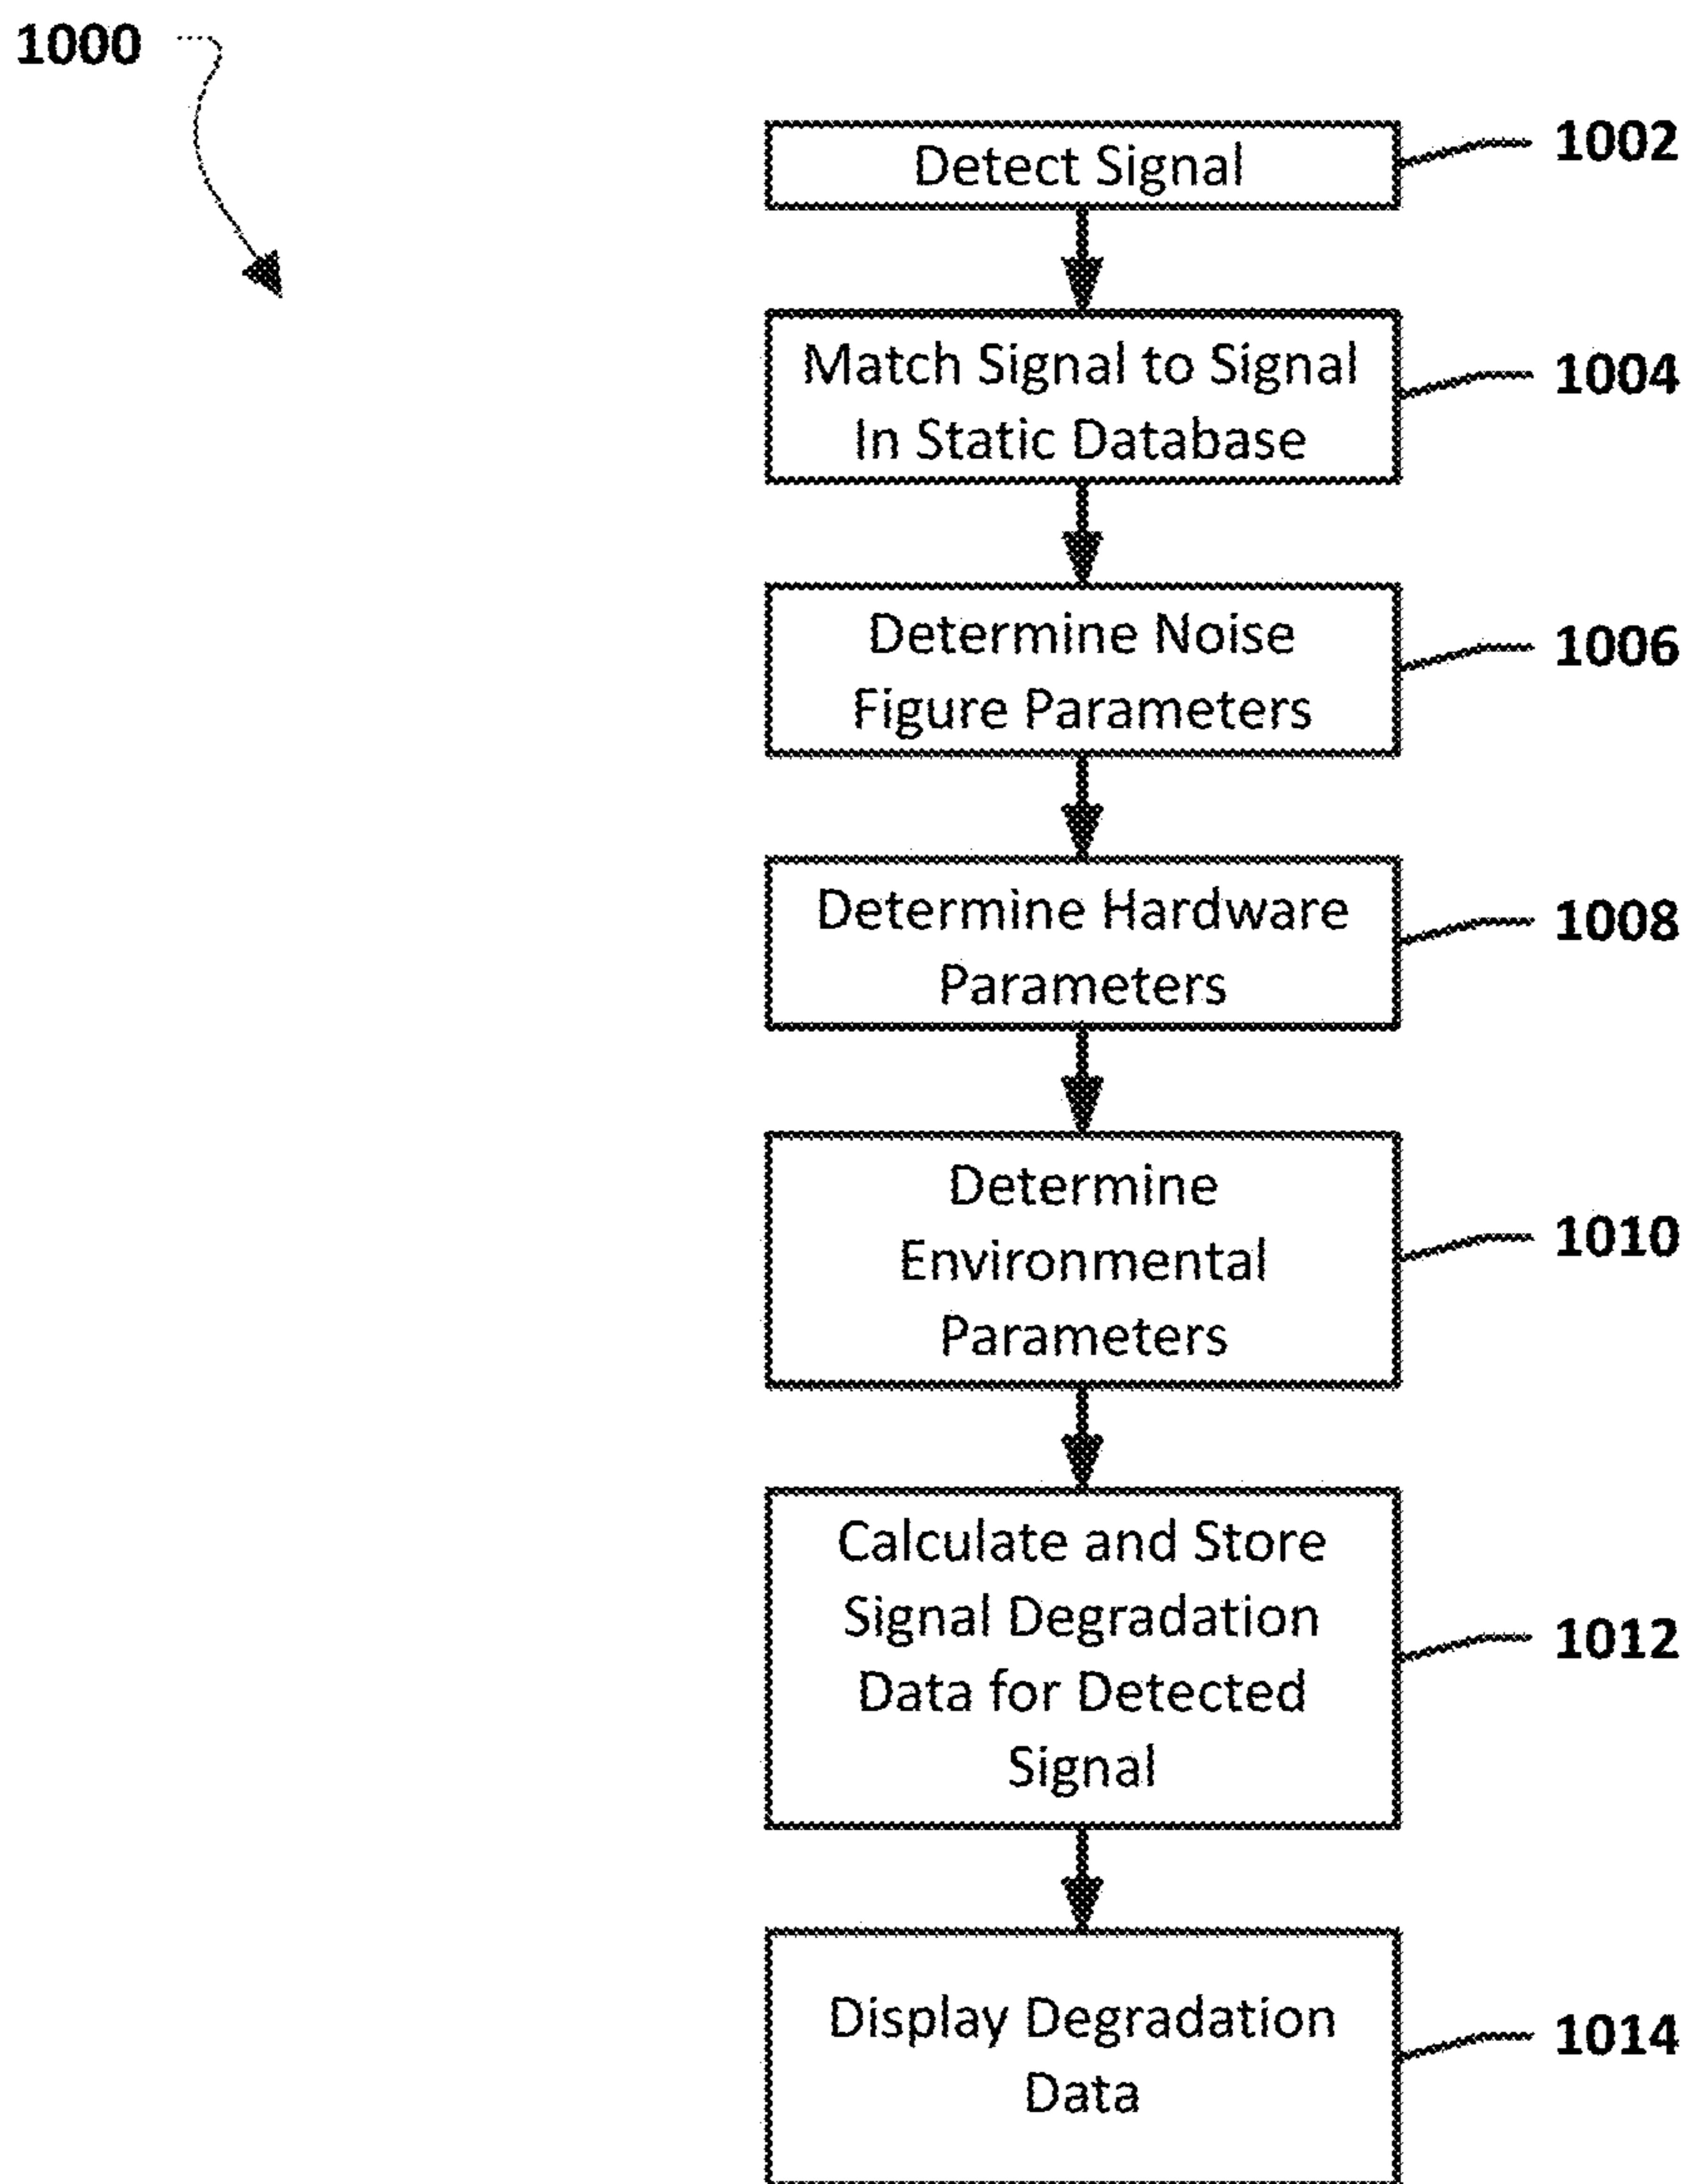 1000
Detect Signal
1002
Match Signal to Signal
In Static Database
1004
Determine Noise
Figure Parameters
1006
Determine Hardware
Parameters
1008
Determine
Environmental
Parameters
1010
Calculate and Store
Signal Degradation
Data for Detected
Signal
1012
Display Degradation
Data
1014